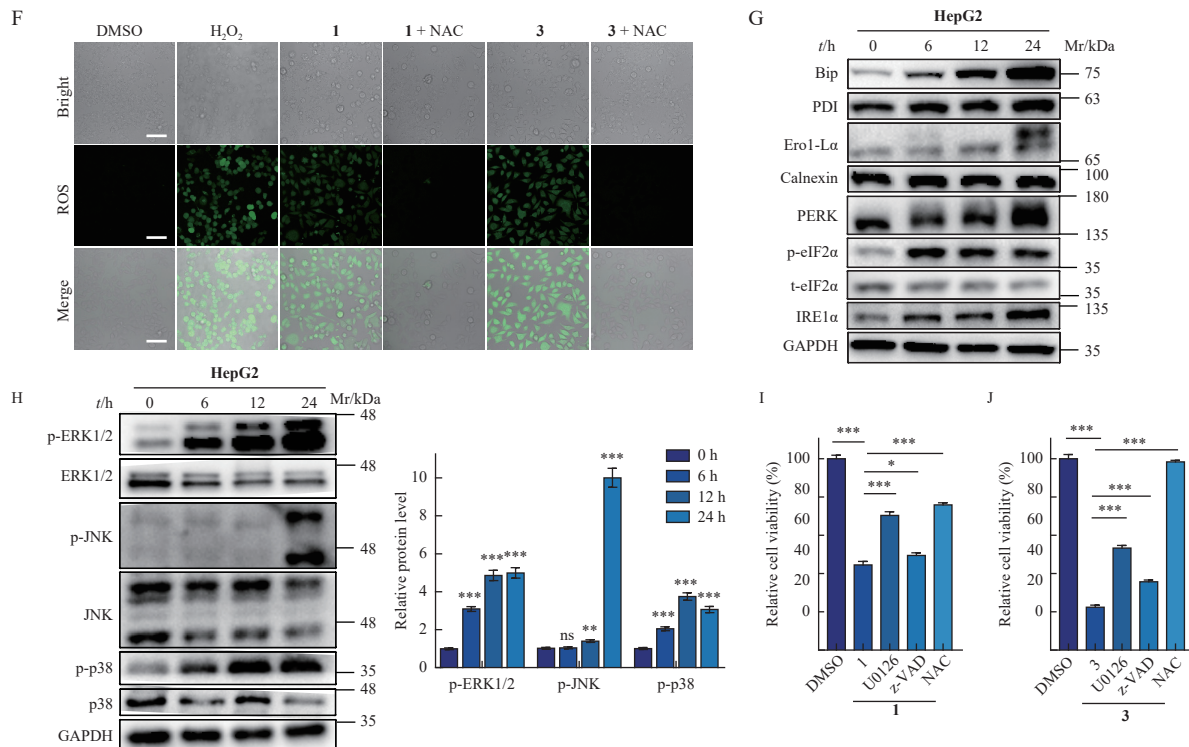 F
DMSO H₂O₂ 1 1 + NAC 3 3 + NAC
Bright
ROS
Merge
G
HepG2
t/h 0 6 12 24 Mr/kDa
Bip 75
PDI 63
Ero1-Lα 65
Calnexin 100
180
PERK 135
p-eIF2α 35
t-eIF2α 35
IRE1α 135
GAPDH 35
H
HepG2
t/h 0 6 12 24 Mr/kDa
p-ERK1/2 48
ERK1/2 48
p-JNK 48
JNK 48
p-p38 35
p38 48
35
GAPDH
Relative protein level
10
8
6
4
2
0
0 h
6 h
12 h
24 h
*** *** ***
ns ** ***
*** *** ***
p-ERK1/2 p-JNK p-p38
I
Relative cell viability (%)
100
80
60
40
20
0
*** ***
*
***
DMSO 1 U0126 z-VAD NAC
1
J
Relative cell viability (%)
100
80
60
40
20
0
*** ***
***
***
DMSO 3 U0126 z-VAD NAC
3